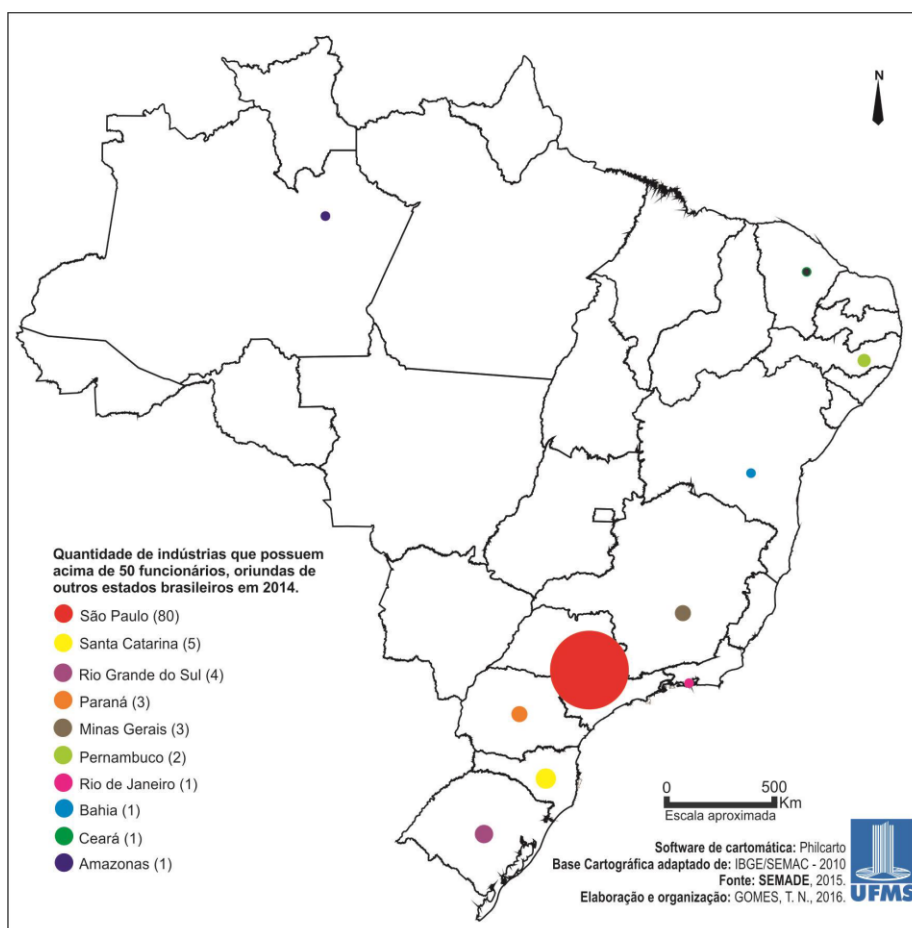 N
Quantidade de indústrias que possuem
acima de 50 funcionários, oriundas de
outros estados brasileiros em 2014.
São Paulo (80)
Santa Catarina (5)
Rio Grande do Sul (4)
Paraná (3)
Minas Gerais (3)
Pernambuco (2)
Rio de Janeiro (1)
Bahia (1)
Ceará (1)
Amazonas (1)
0 500
Km
Escala aproximada
Software de cartomática: Philcarto
Base Cartográfica adaptado de: IBGE/SEMAC - 2010
Fonte: SEMADE, 2015.
Elaboração e organização: GOMES, T. N., 2016.
UFMS